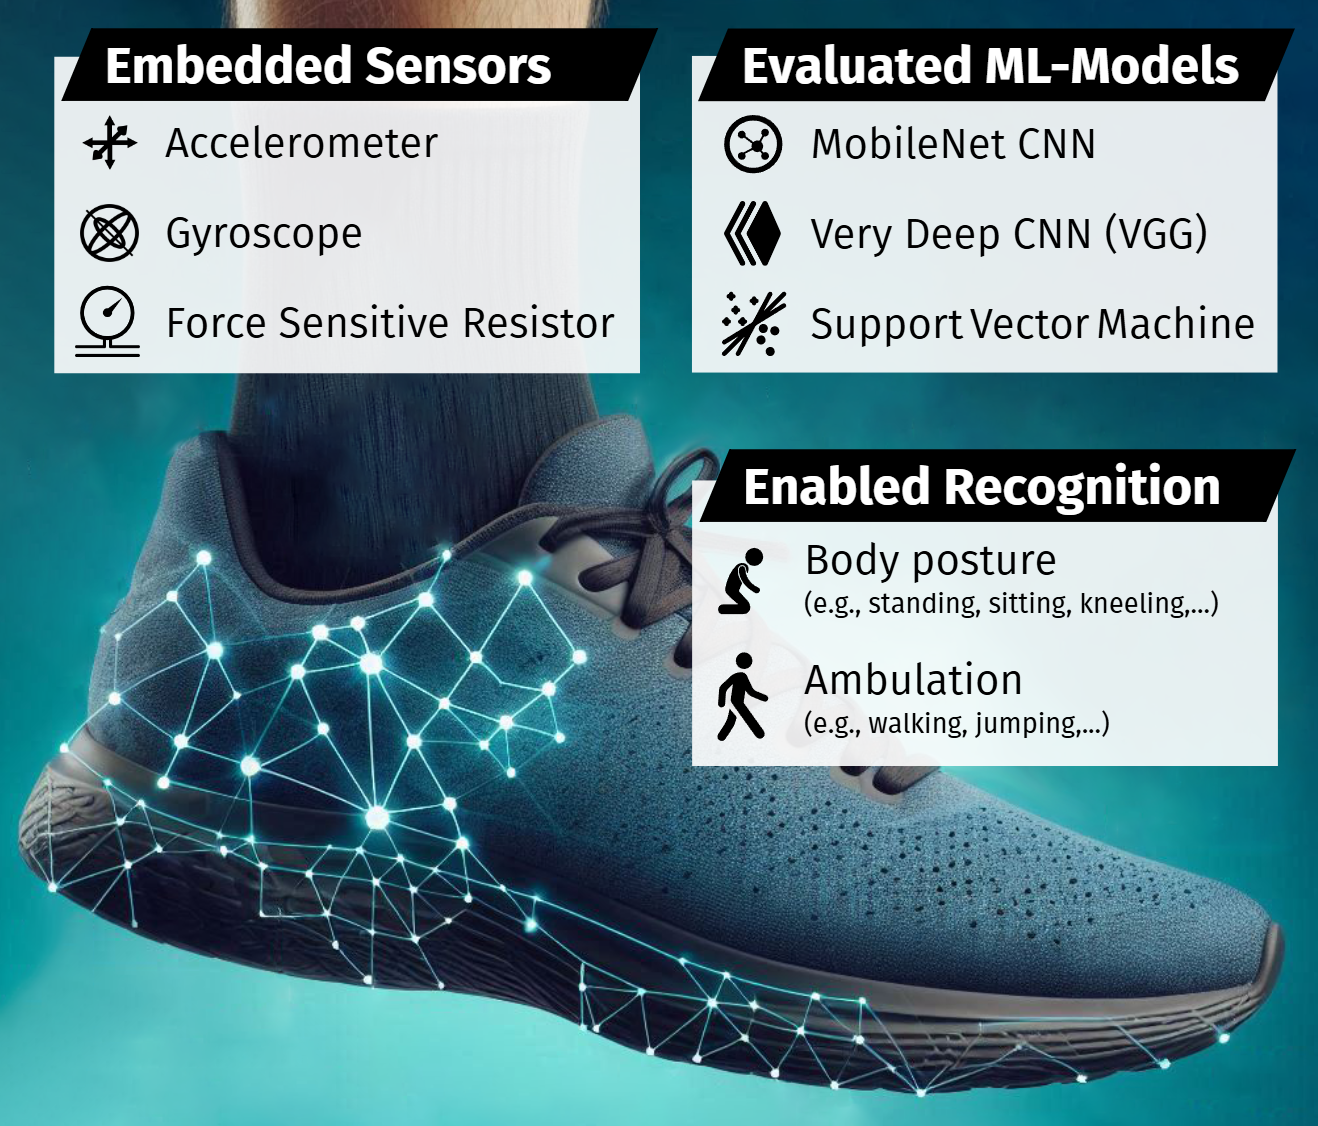 Embedded Sensors
Accelerometer
Gyroscope
Force Sensitive Resistor
Evaluated ML-Models
MobileNet CNN
Very Deep CNN (VGG)
Support Vector Machine
Enabled Recognition
Body posture
(e.g., standing, sitting, kneeling,...)
Ambulation
(e.g., walking, jumping,...)